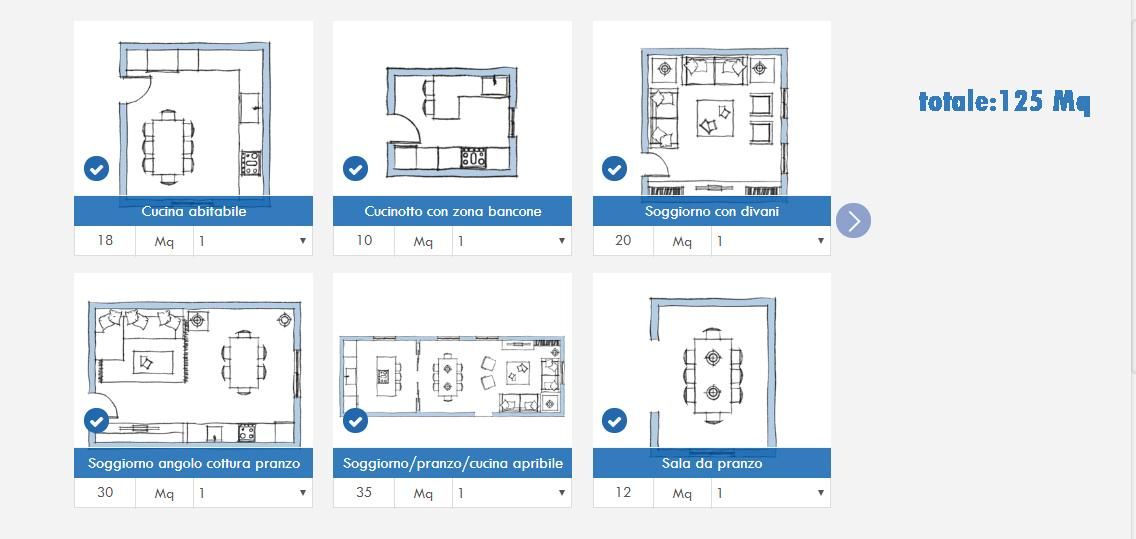 totale:125 Mq
Cucina abitabile
18 Mq 1
Cucinotto con zona bancone
10 Mq 1
Soggiorno con divani
20 Mq 1
Soggiorno angolo cottura pranzo
30 Mq 1
Soggiorno/pranzo/cucina apribile
35 Mq 1
Sala da pranzo
12 Mq 1